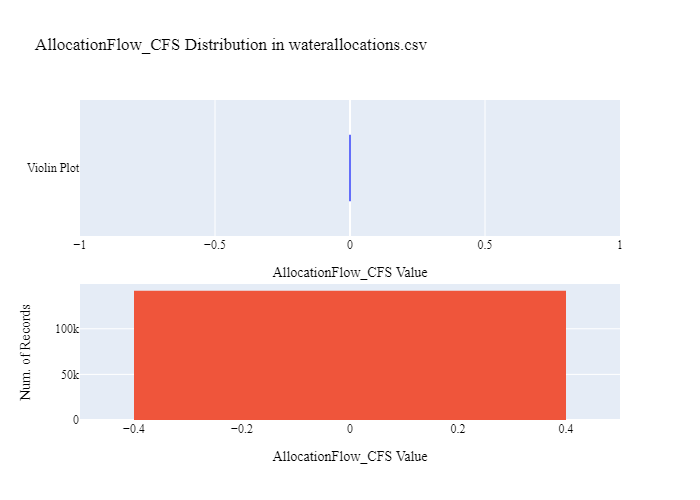 AllocationFlow_CFS Distribution in waterallocations.csv
Violin Plot
−1 −0.5 0 0.5 1
AllocationFlow_CFS Value
Num. of Records
100k
50k
0
−0.4 −0.2 0 0.2 0.4
AllocationFlow_CFS Value